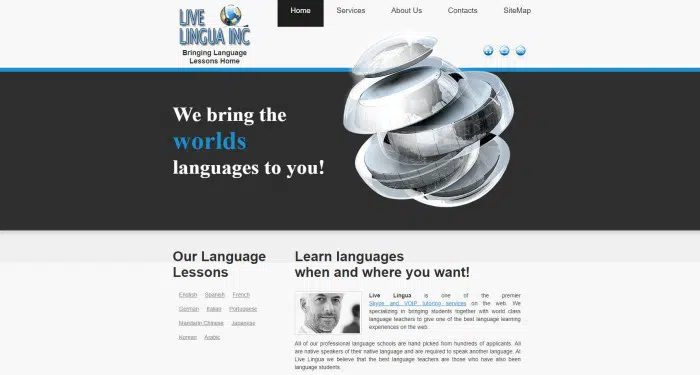 LIVE
LINGUA INC
Bringing Language
Lessons Home
Home Services About Us Contacts SiteMap
We bring the
worlds
languages to you!
Our Language
Lessons
English Spanish French
German Italian Portuguese
Mandarin Chinese Japanese
Korean Arabic
Learn languages
when and where you want!
Live Lingua is one of the premier
Skype and VOIP tutoring services on the web. We
specializing in bringing students together with world class
language teachers to give one of the best language learning
experiences on the web.
All of our professional language schools are hand picked from hundreds of applicants. All
are native speakers of their native language and are required to speak another language. At
Live Lingua we believe that the best language teachers are those who have also been
language students.